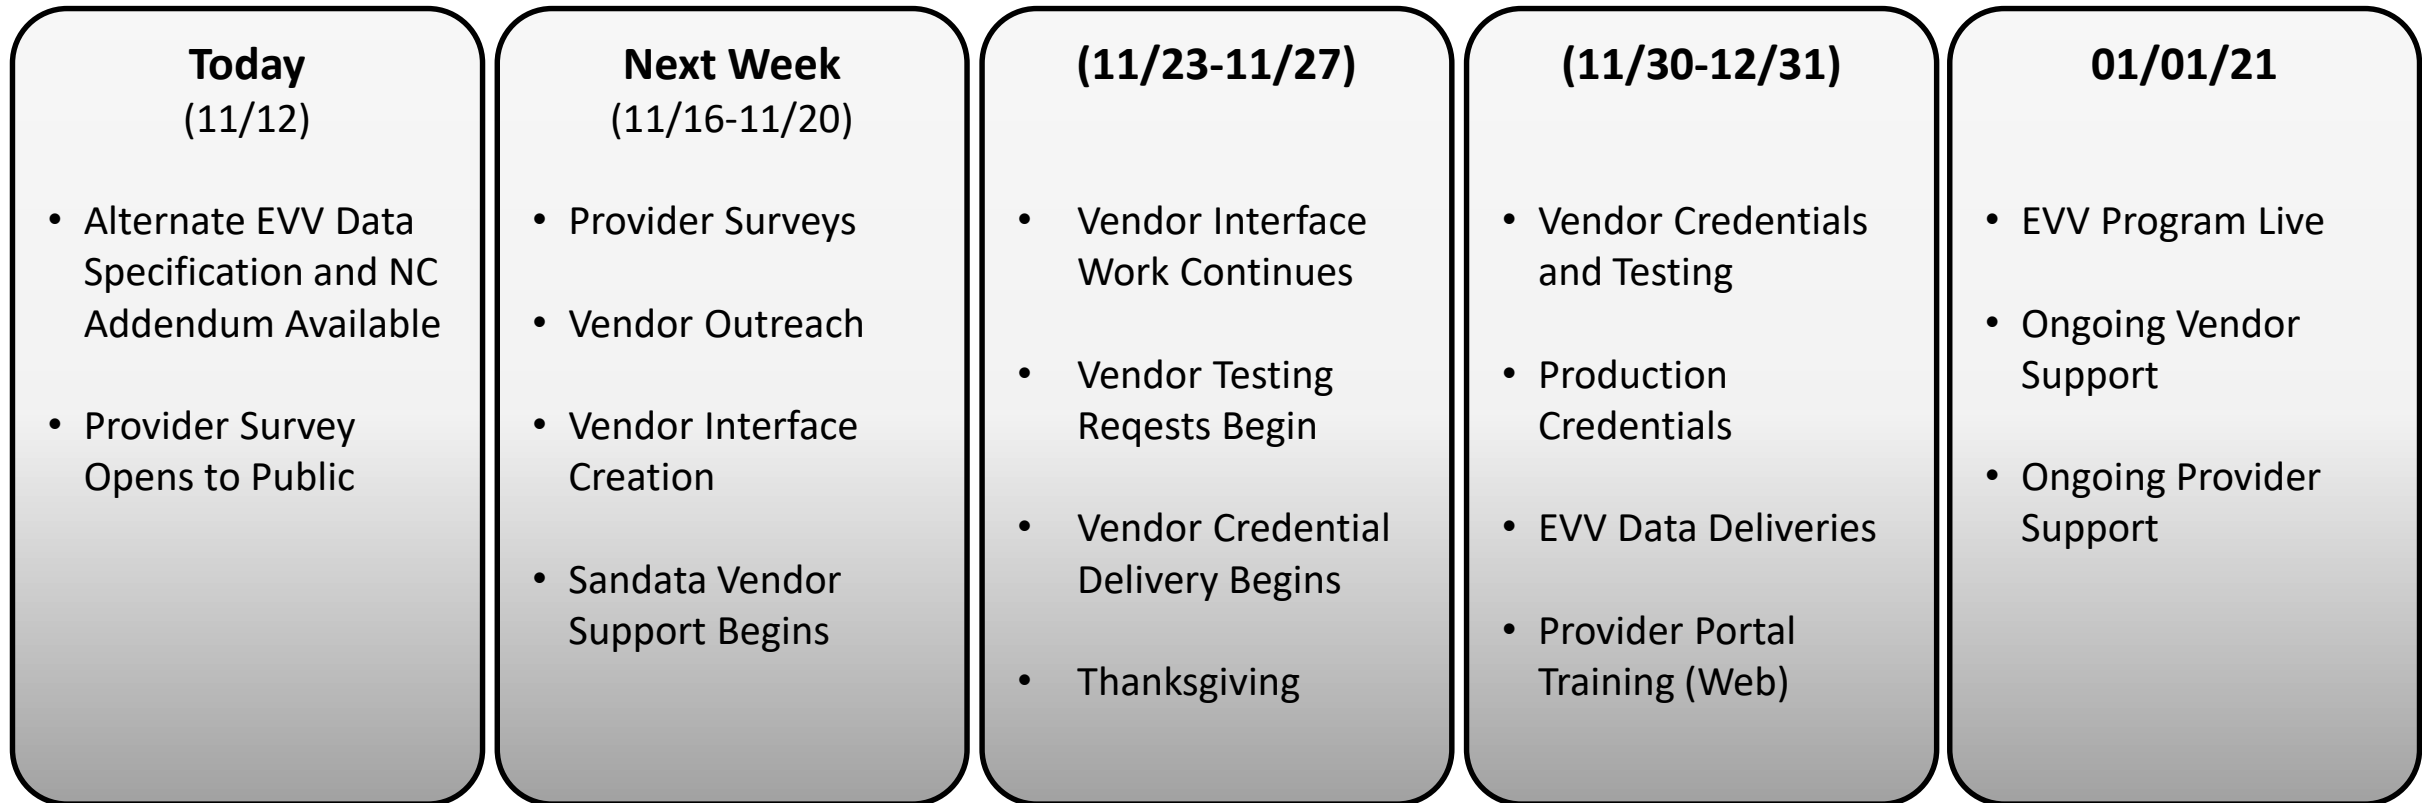 Today
(11/12)
• Alternate EVV Data
Specification and NC
Addendum Available
• Provider Survey
Opens to Public
Next Week
(11/16-11/20)
• Provider Surveys
• Vendor Outreach
• Vendor Interface
Creation
• Sandata Vendor
Support Begins
(11/23-11/27)
• Vendor Interface
Work Continues
• Vendor Testing
Reqests Begin
• Vendor Credential
Delivery Begins
• Thanksgiving
(11/30-12/31)
• Vendor Credentials
and Testing
• Production
Credentials
• EVV Data Deliveries
• Provider Portal
Training (Web)
01/01/21
• EVV Program Live
• Ongoing Vendor
Support
• Ongoing Provider
Support